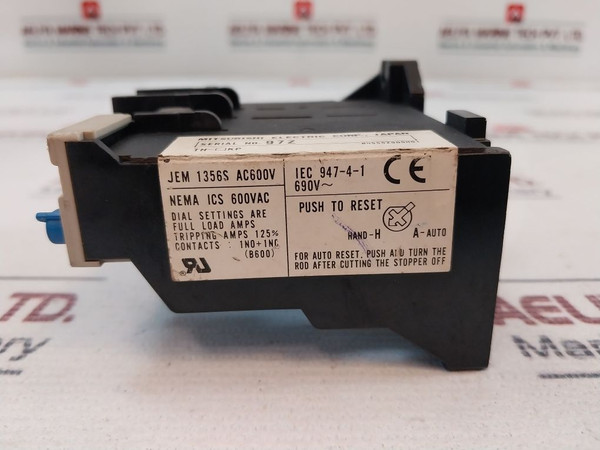 MITSUBISHI ELECTRIC CORP. JAPAN
SERIAL NO. 972
JEM 1356S AC600V
NEMA ICS 600VAC
DIAL SETTINGS ARE
FULL LOAD AMPS
TRIPPING AMPS 125%
CONTACTS : 1NO+1NC
(B600)
IEC 947-4-1
690V~
CE
PUSH TO RESET
HAND-H A-AUTO
FOR AUTO RESET, PUSH AND TURN THE
ROD AFTER CUTTING THE STOPPER OFF